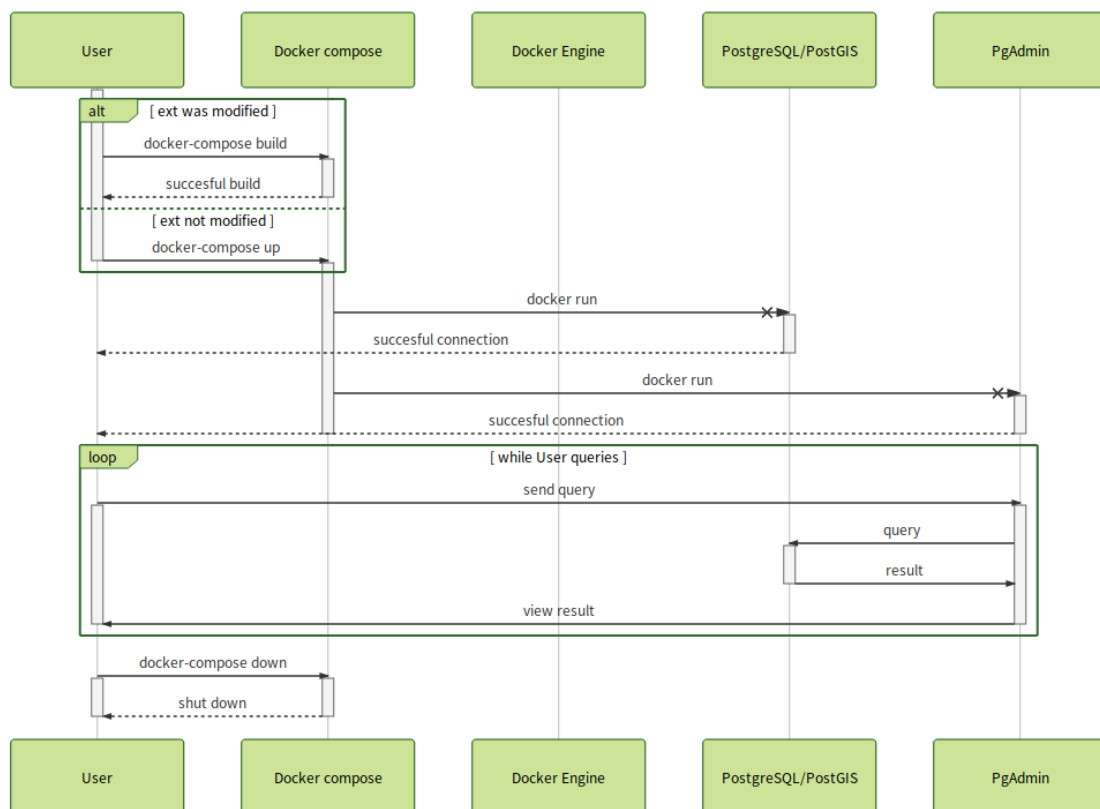 User
Docker compose
Docker Engine
PostgreSQL/PostGIS
PgAdmin
alt
[ ext was modified ]
docker-compose build
succesful build
[ ext not modified ]
docker-compose up
docker run
succesful connection
docker run
succesful connection
loop
[ while User queries ]
send query
query
result
view result
docker-compose down
shut down
User
Docker compose
Docker Engine
PostgreSQL/PostGIS
PgAdmin